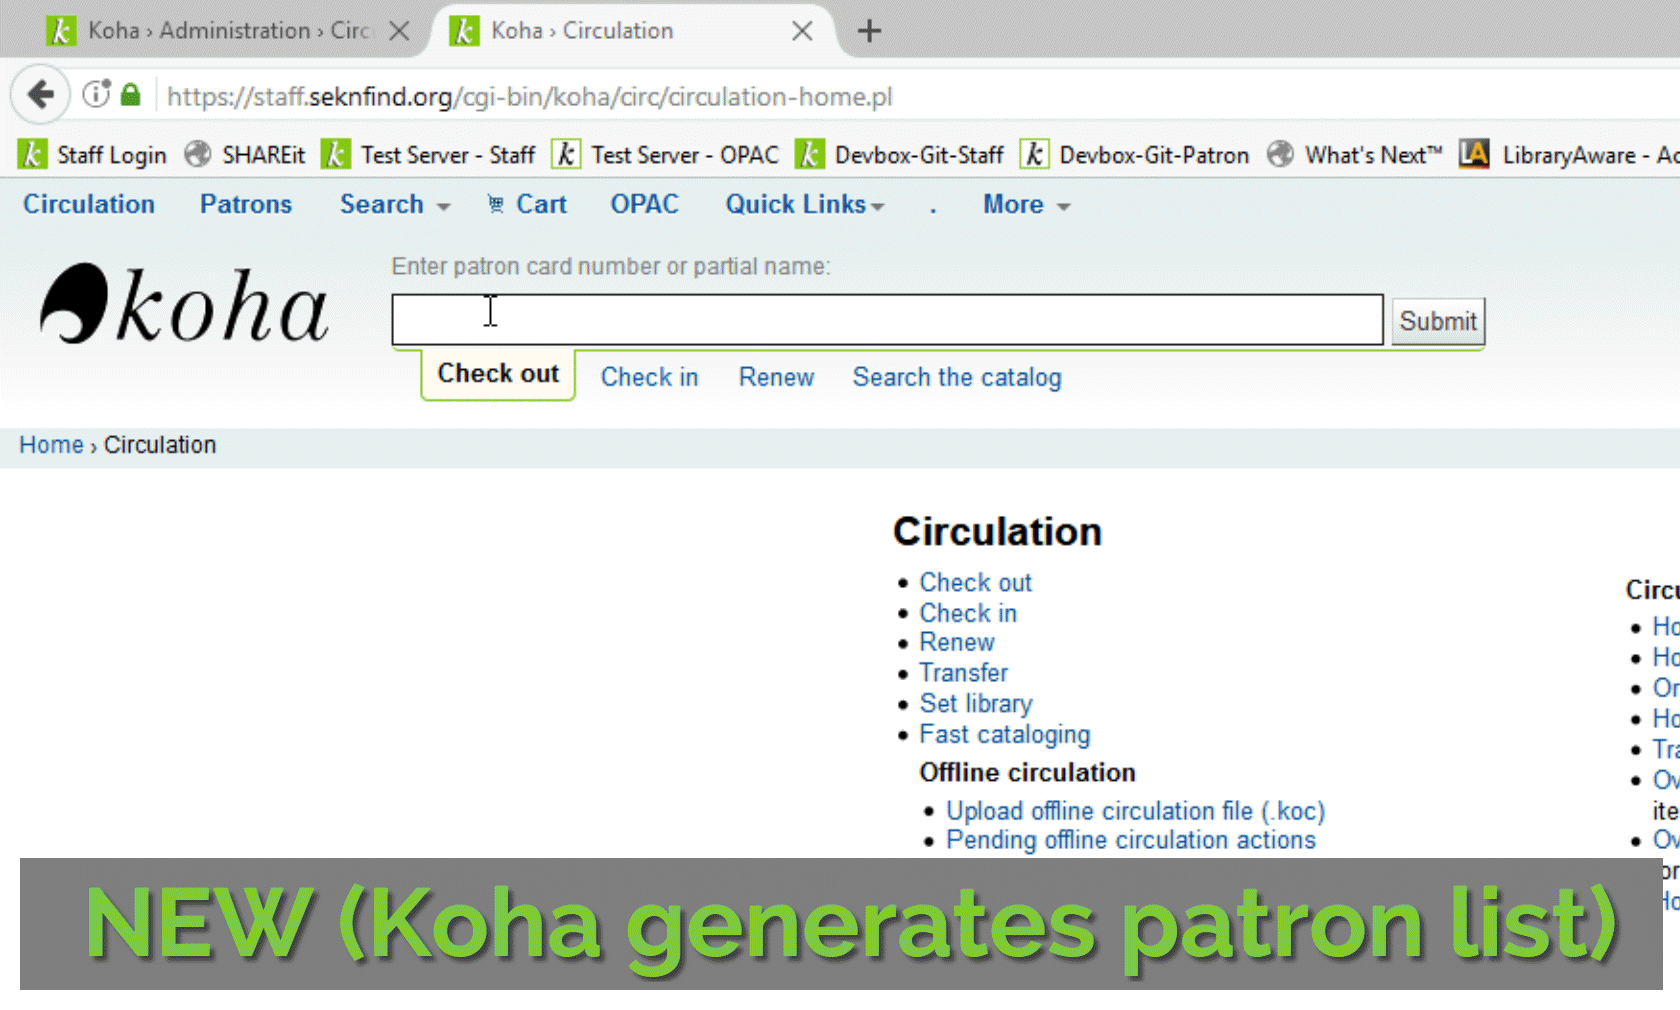 Koha › Administration › Circ
Koha › Circulation
https://staff.seknfind.org/cgi-bin/koha/circ/circulation-home.pl
Staff Login SHAREit Test Server - Staff Test Server - OPAC Devbox-Git-Staff Devbox-Git-Patron What's Next™ LibraryAware - Ac
Circulation Patrons Search Cart OPAC Quick Links . More
Enter patron card number or partial name:
koha
Submit
Check out Check in Renew Search the catalog
Home › Circulation
Circulation
• Check out
• Check in
• Renew
• Transfer
• Set library
• Fast cataloging
Offline circulation
• Upload offline circulation file (.koc)
• Pending offline circulation actions
Circu
• Ho
• Ho
• Or
• Ho
• Tra
• Ov
ite
• Ov
NEW (Koha generates patron list)